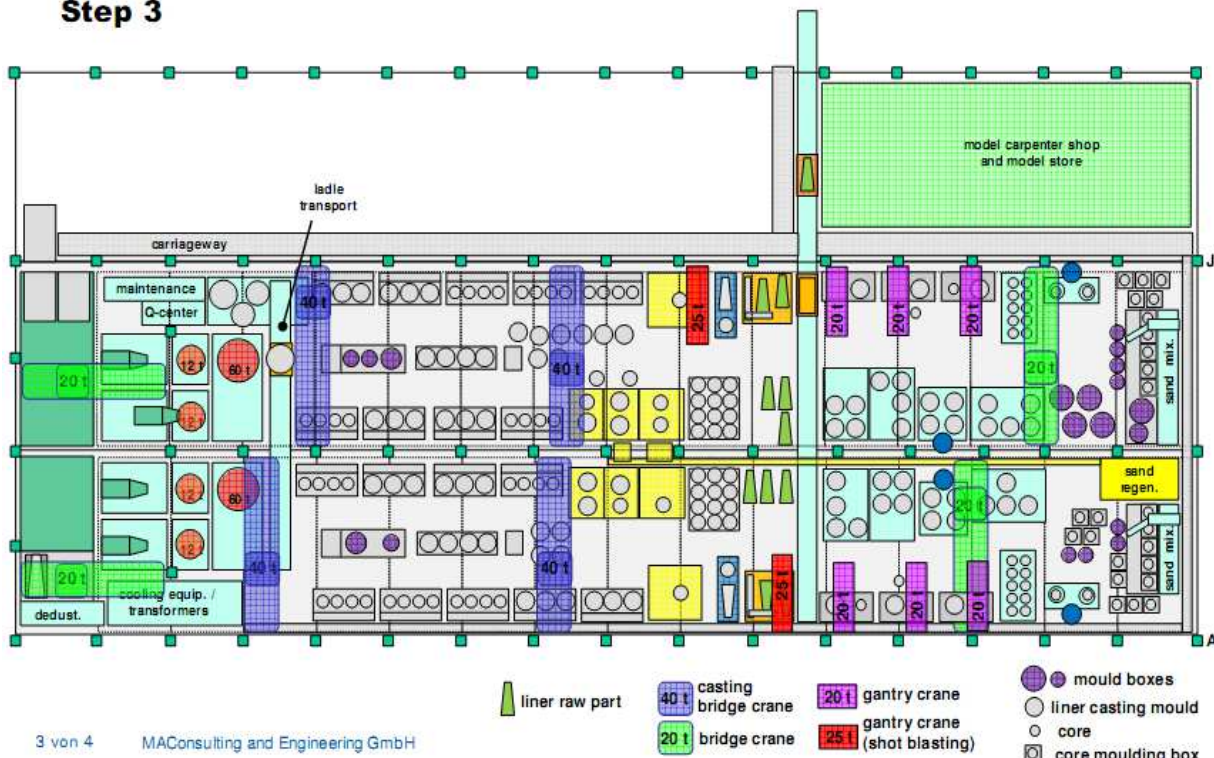 Step 3
model carpenter shop
and model store
ladle
transport
carriageway
J
maintenance
Q-center
40 t
40 t
25 t
20 t
20 t
20 t
20 t
20 t
12 t
60 t
12 t
sand mix.
sand
regen.
12 t
60 t
20 t
12 t
40 t
40 t
20 t
cooling equip. /
transformers
dedust.
25 t
20 t
20 t
20 t
sand mix.
A
liner raw part
40 t
casting
bridge crane
20 t
bridge crane
20 t
gantry crane
25 t
gantry crane
(shot blasting)
mould boxes
liner casting mould
core
core moulding box
3 von 4
MAConsulting and Engineering GmbH